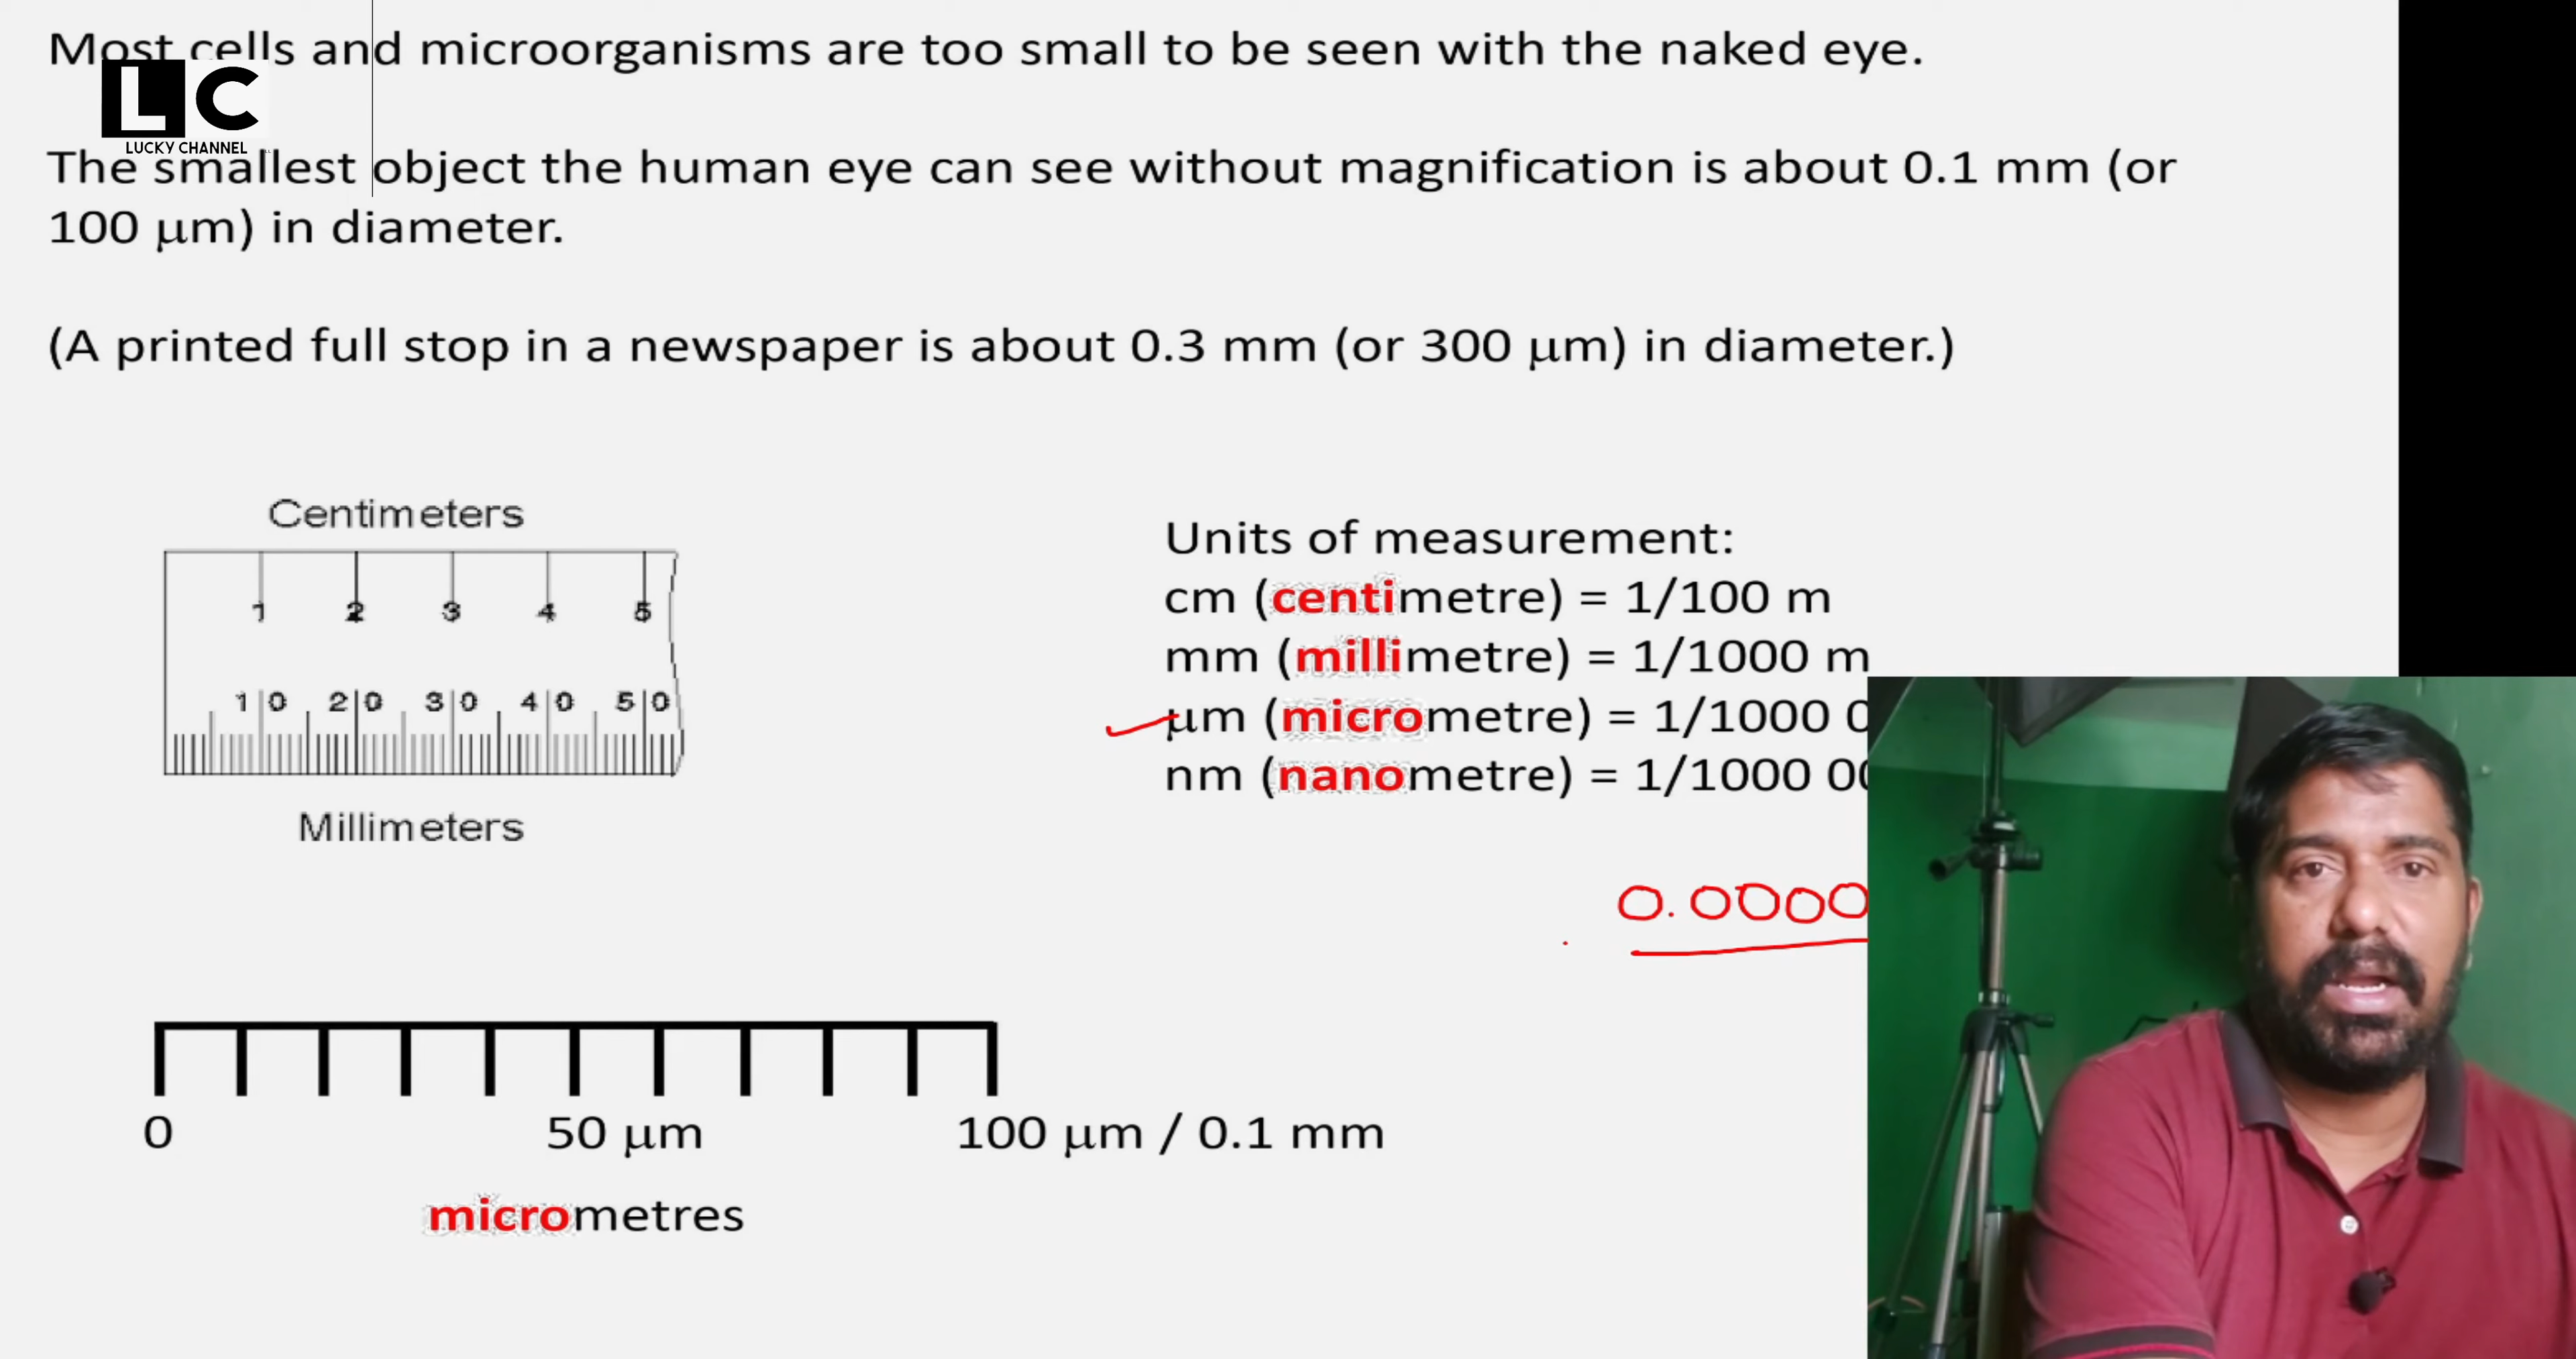 Most cells and microorganisms are too small to be seen with the naked eye.
LC
LUCKY CHANNEL
The smallest object the human eye can see without magnification is about 0.1 mm (or
100 μm) in diameter.
(A printed full stop in a newspaper is about 0.3 mm (or 300 μm) in diameter.)
Centimeters
1 2 3 4 5
10 20 30 40 50
Millimeters
Units of measurement:
cm (centimetre) = 1/100 m
mm (millimetre) = 1/1000 m
μm (micrometre) = 1/1000 0
nm (nanometre) = 1/1000 00
0.0000
0 50 μm 100 μm / 0.1 mm
micrometres